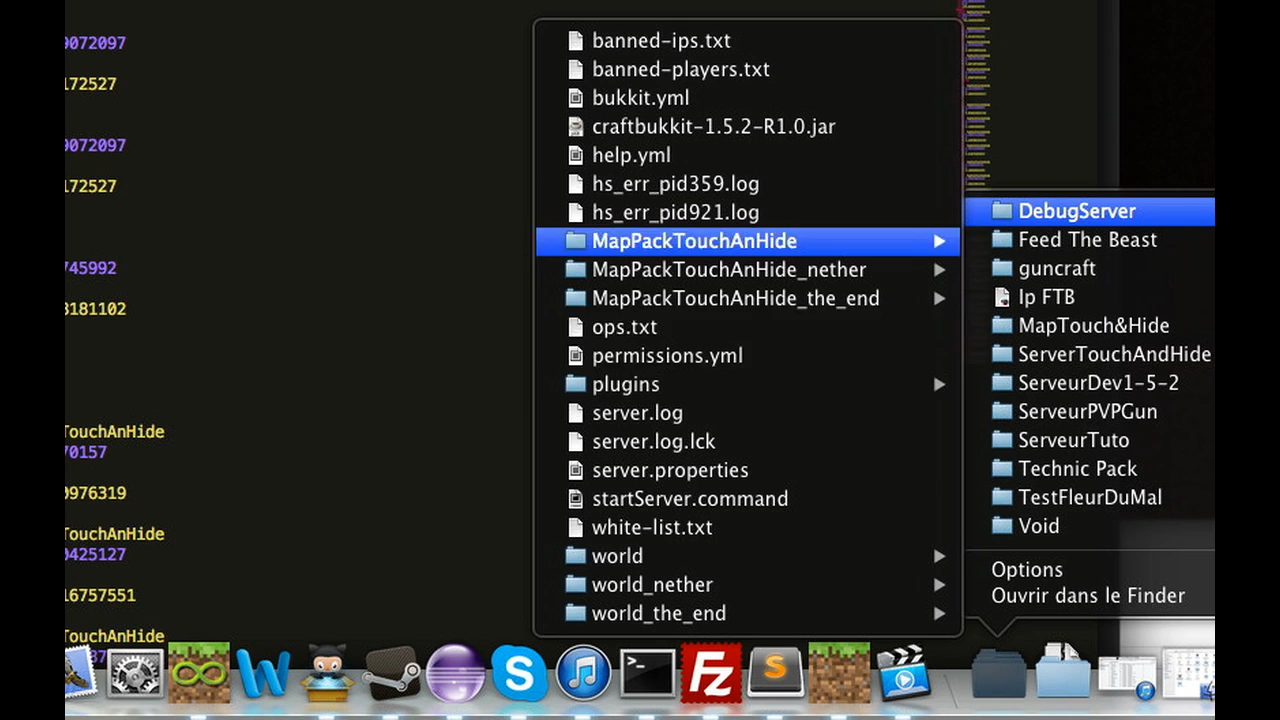 9072097
172527
9072097
172527
745992
3181102
TouchAnHide
70157
9976319
TouchAnHide
0425127
16757551
TouchAnHide
banned-ips.txt
banned-players.txt
bukkit.yml
craftbukkit-1.5.2-R1.0.jar
help.yml
hs_err_pid359.log
hs_err_pid921.log
MapPackTouchAnHide
MapPackTouchAnHide_nether
MapPackTouchAnHide_the_end
ops.txt
permissions.yml
plugins
server.log
server.log.lck
server.properties
startServer.command
white-list.txt
world
world_nether
world_the_end
DebugServer
Feed The Beast
guncraft
Ip FTB
MapTouch&Hide
ServerTouchAndHide
ServeurDev1-5-2
ServeurPVPGun
ServeurTuto
Technic Pack
TestFleurDuMal
Void
Options
Ouvrir dans le Finder